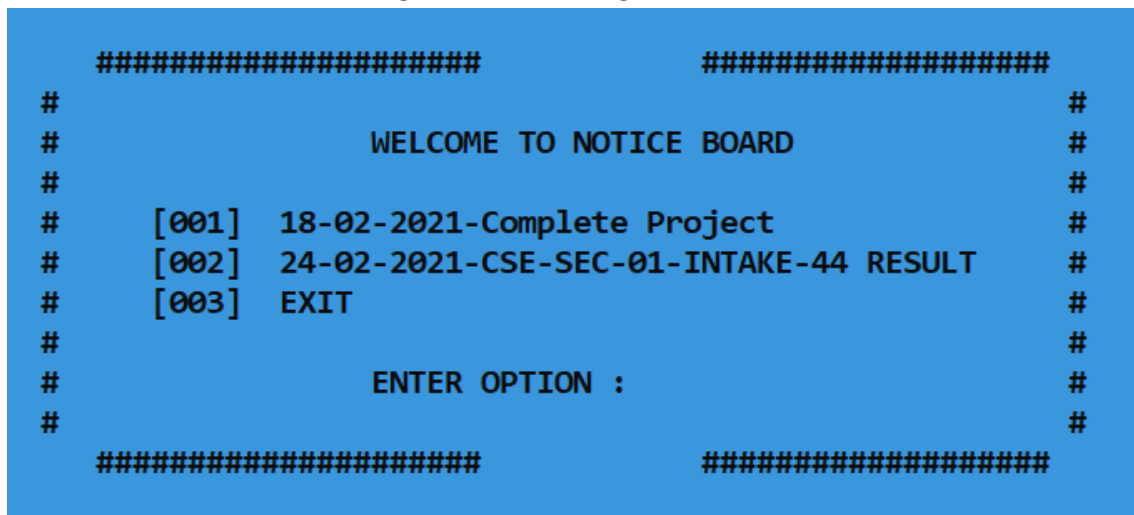 ##################### ###################
# #
# WELCOME TO NOTICE BOARD #
# #
# [001] 18-02-2021-Complete Project #
# [002] 24-02-2021-CSE-SEC-01-INTAKE-44 RESULT #
# [003] EXIT #
# #
# ENTER OPTION : #
# #
##################### ###################